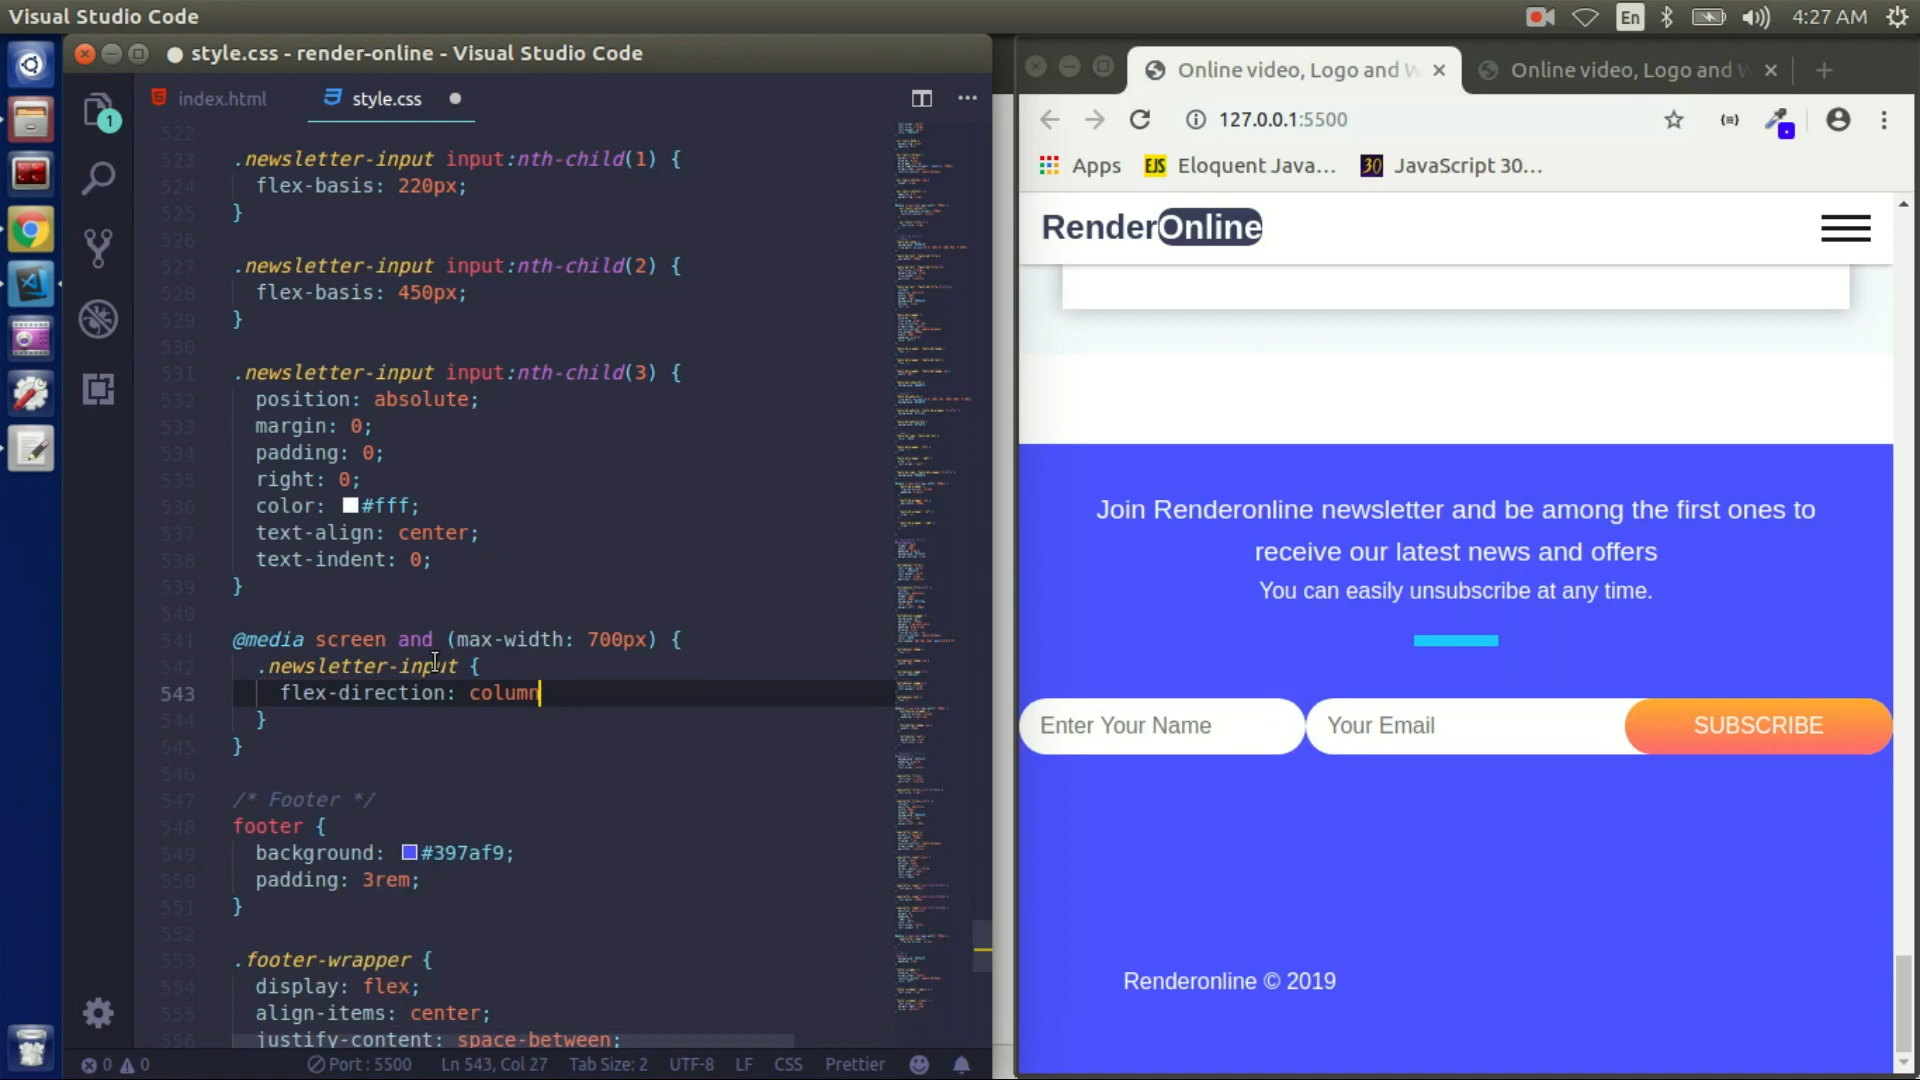 Visual Studio Code
En
4:27 AM
style.css - render-online - Visual Studio Code
index.html
style.css
1
522
523 .newsletter-input input:nth-child(1) {
524 flex-basis: 220px;
525 }
526
527 .newsletter-input input:nth-child(2) {
528 flex-basis: 450px;
529 }
530
531 .newsletter-input input:nth-child(3) {
532 position: absolute;
533 margin: 0;
534 padding: 0;
535 right: 0;
536 color: #fff;
537 text-align: center;
538 text-indent: 0;
539 }
540
541 @media screen and (max-width: 700px) {
542 .newsletter-input {
543 flex-direction: column
544 }
545 }
546
547 /* Footer */
548 footer {
549 background: #397af9;
550 padding: 3rem;
551 }
552
553 .footer-wrapper {
554 display: flex;
555 align-items: center;
556 justify-content: space-between;
0 0
Port : 5500
Ln 543, Col 27
Tab Size: 2
UTF-8
LF
CSS
Prettier
Online video, Logo and W
Online video, Logo and W
127.0.0.1:5500
Apps
EJS Eloquent Java...
30 JavaScript 30...
RenderOnline
Join Renderonline newsletter and be among the first ones to
receive our latest news and offers
You can easily unsubscribe at any time.
Enter Your Name
Your Email
SUBSCRIBE
Renderonline © 2019